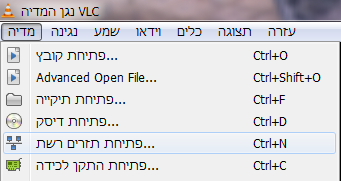 נגן המדיה VLC
מדיה נגינה שמע וידאו כלים תצוגה עזרה
פתיחת קובץ... Ctrl+O
Advanced Open File... Ctrl+Shift+O
פתיחת תיקייה... Ctrl+F
פתיחת דיסק... Ctrl+D
פתיחת תזרים רשת... Ctrl+N
פתיחת התקן לכידה... Ctrl+C